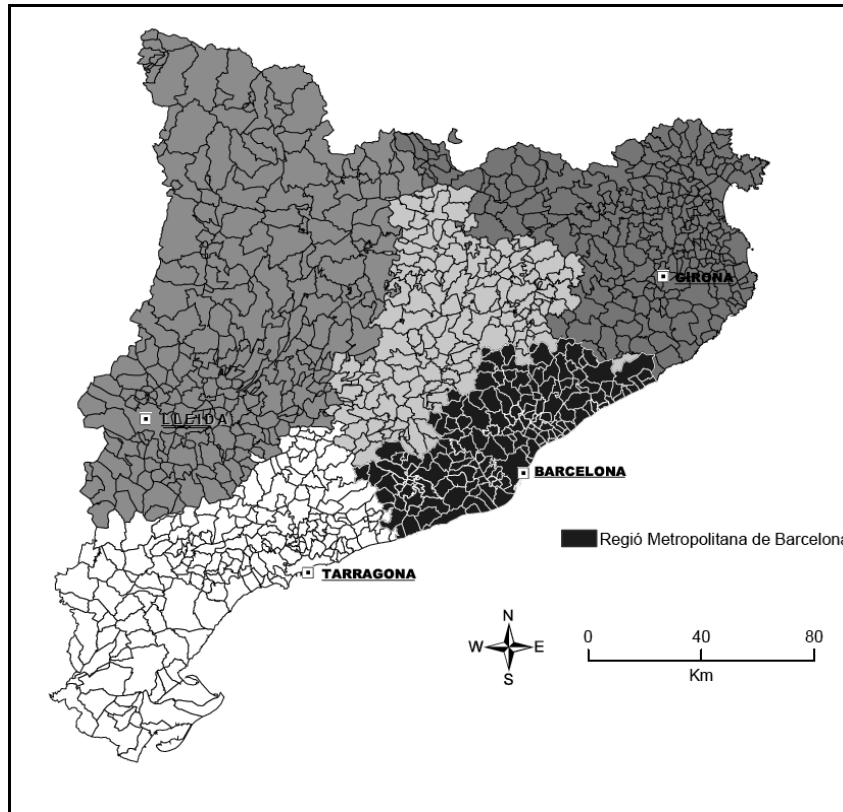 GIRONA
LLEIDA
BARCELONA
Regió Metropolitana de Barcelona
TARRAGONA
N
W E
S
0 40 80
Km